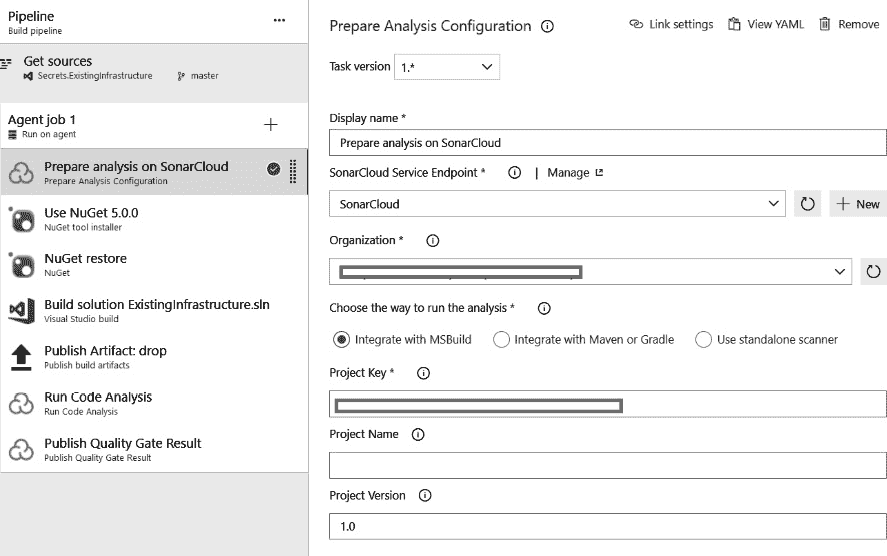 Pipeline
...
Build pipeline
Get sources
Secrets.ExistingInfrastructure master
Agent job 1
Run on agent
Prepare analysis on SonarCloud
Prepare Analysis Configuration
Use NuGet 5.0.0
NuGet tool installer
NuGet restore
NuGet
Build solution ExistingInfrastructure.sln
Visual Studio build
Publish Artifact: drop
Publish build artifacts
Run Code Analysis
Run Code Analysis
Publish Quality Gate Result
Publish Quality Gate Result
Prepare Analysis Configuration
Link settings View YAML Remove
Task version 1.*
Display name *
Prepare analysis on SonarCloud
SonarCloud Service Endpoint * | Manage
SonarCloud
New
Organization *
Choose the way to run the analysis *
Integrate with MSBuild Integrate with Maven or Gradle Use standalone scanner
Project Key *
Project Name
Project Version
1.0